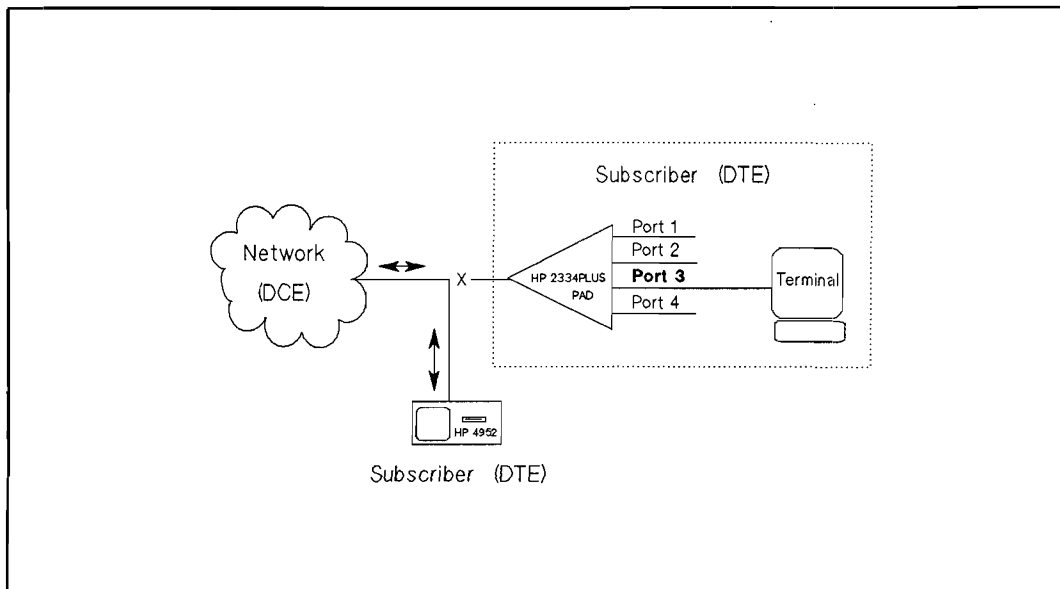 Subscriber (DTE)
Network
(DCE)
X
HP 2334PLUS
PAD
Port 1
Port 2
Port 3
Port 4
Terminal
HP 4952
Subscriber (DTE)